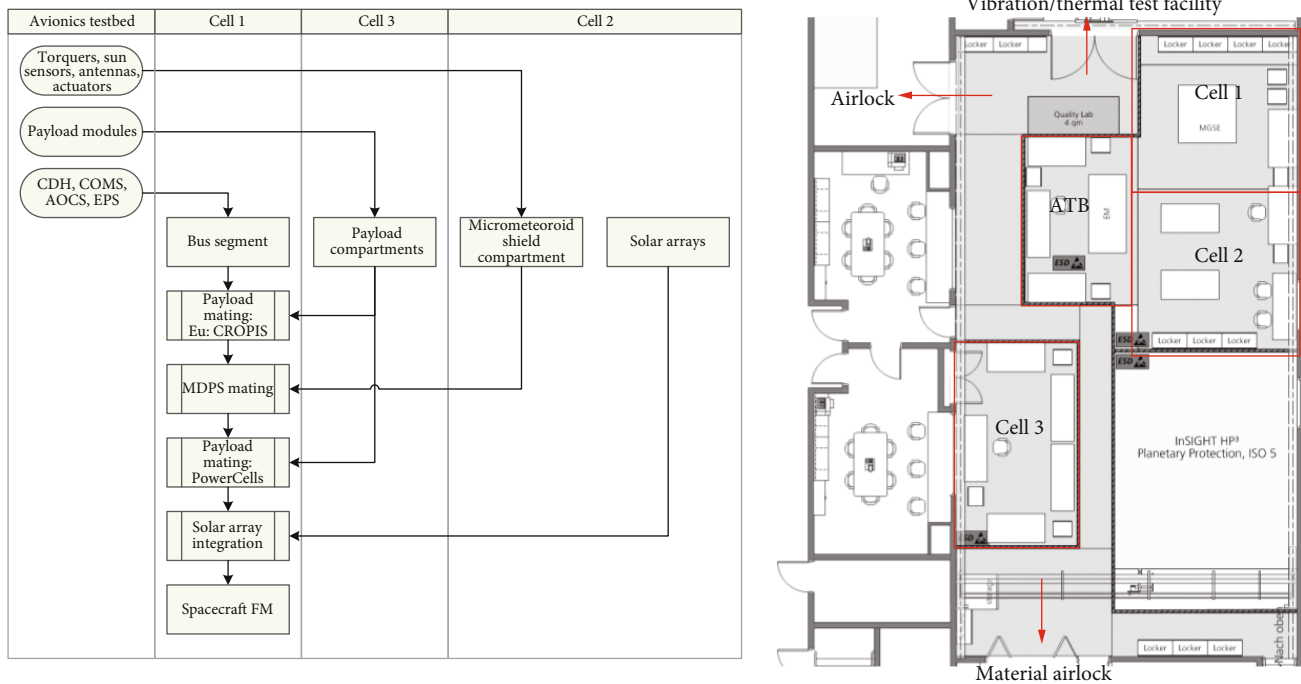 Avionics testbed
Cell 1
Cell 3
Cell 2
Torquers, sun
sensors, antennas,
actuators
Payload modules
CDH, COMS,
AOCS, EPS
Bus segment
Payload
compartments
Micrometeoroid
shield
compartment
Solar arrays
Payload
mating:
Eu: CROPIS
MDPS mating
Payload
mating:
PowerCells
Solar array
integration
Spacecraft FM
Vibration/thermal test facility
Locker
Locker
Locker
Locker
Locker
Locker
Airlock
Quality Lab
4 qm
Cell 1
MGSE
ATB
EM
ESD
Cell 2
ESD
Locker
Locker
Locker
ESD
Cell 3
ESD
InSIGHT HP³
Planetary Protection, ISO 5
Nach oben
Locker
Locker
Locker
Material airlock